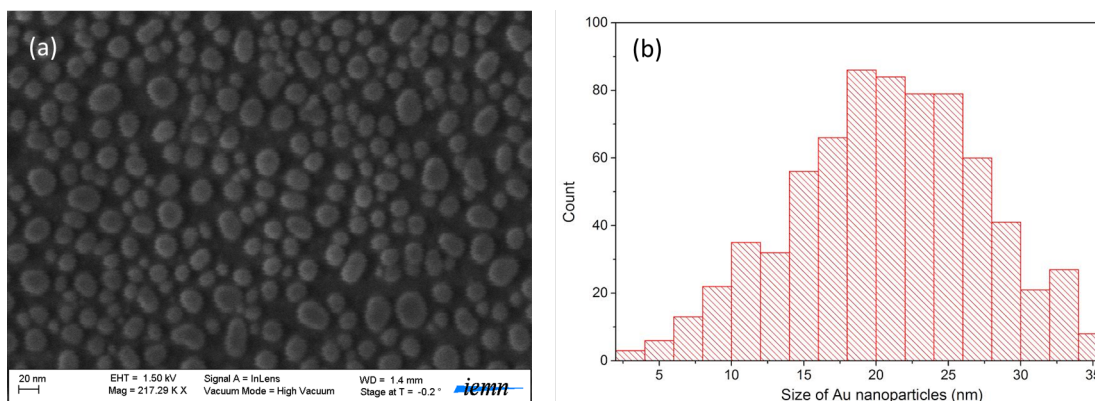 (a)
20 nm
EHT = 1.50 kV
Mag = 217.29 K X
Signal A = InLens
Vacuum Mode = High Vacuum
WD = 1.4 mm
Stage at T = -0.2 °
iemn
(b)
100
80
60
40
20
0
Count
5 10 15 20 25 30 35
Size of Au nanoparticles (nm)